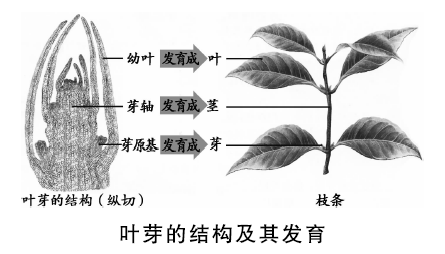 幼叶 发育成 叶
芽轴 发育成 茎
芽原基 发育成 芽
叶芽的结构（纵切） 枝条
叶芽的结构及其发育